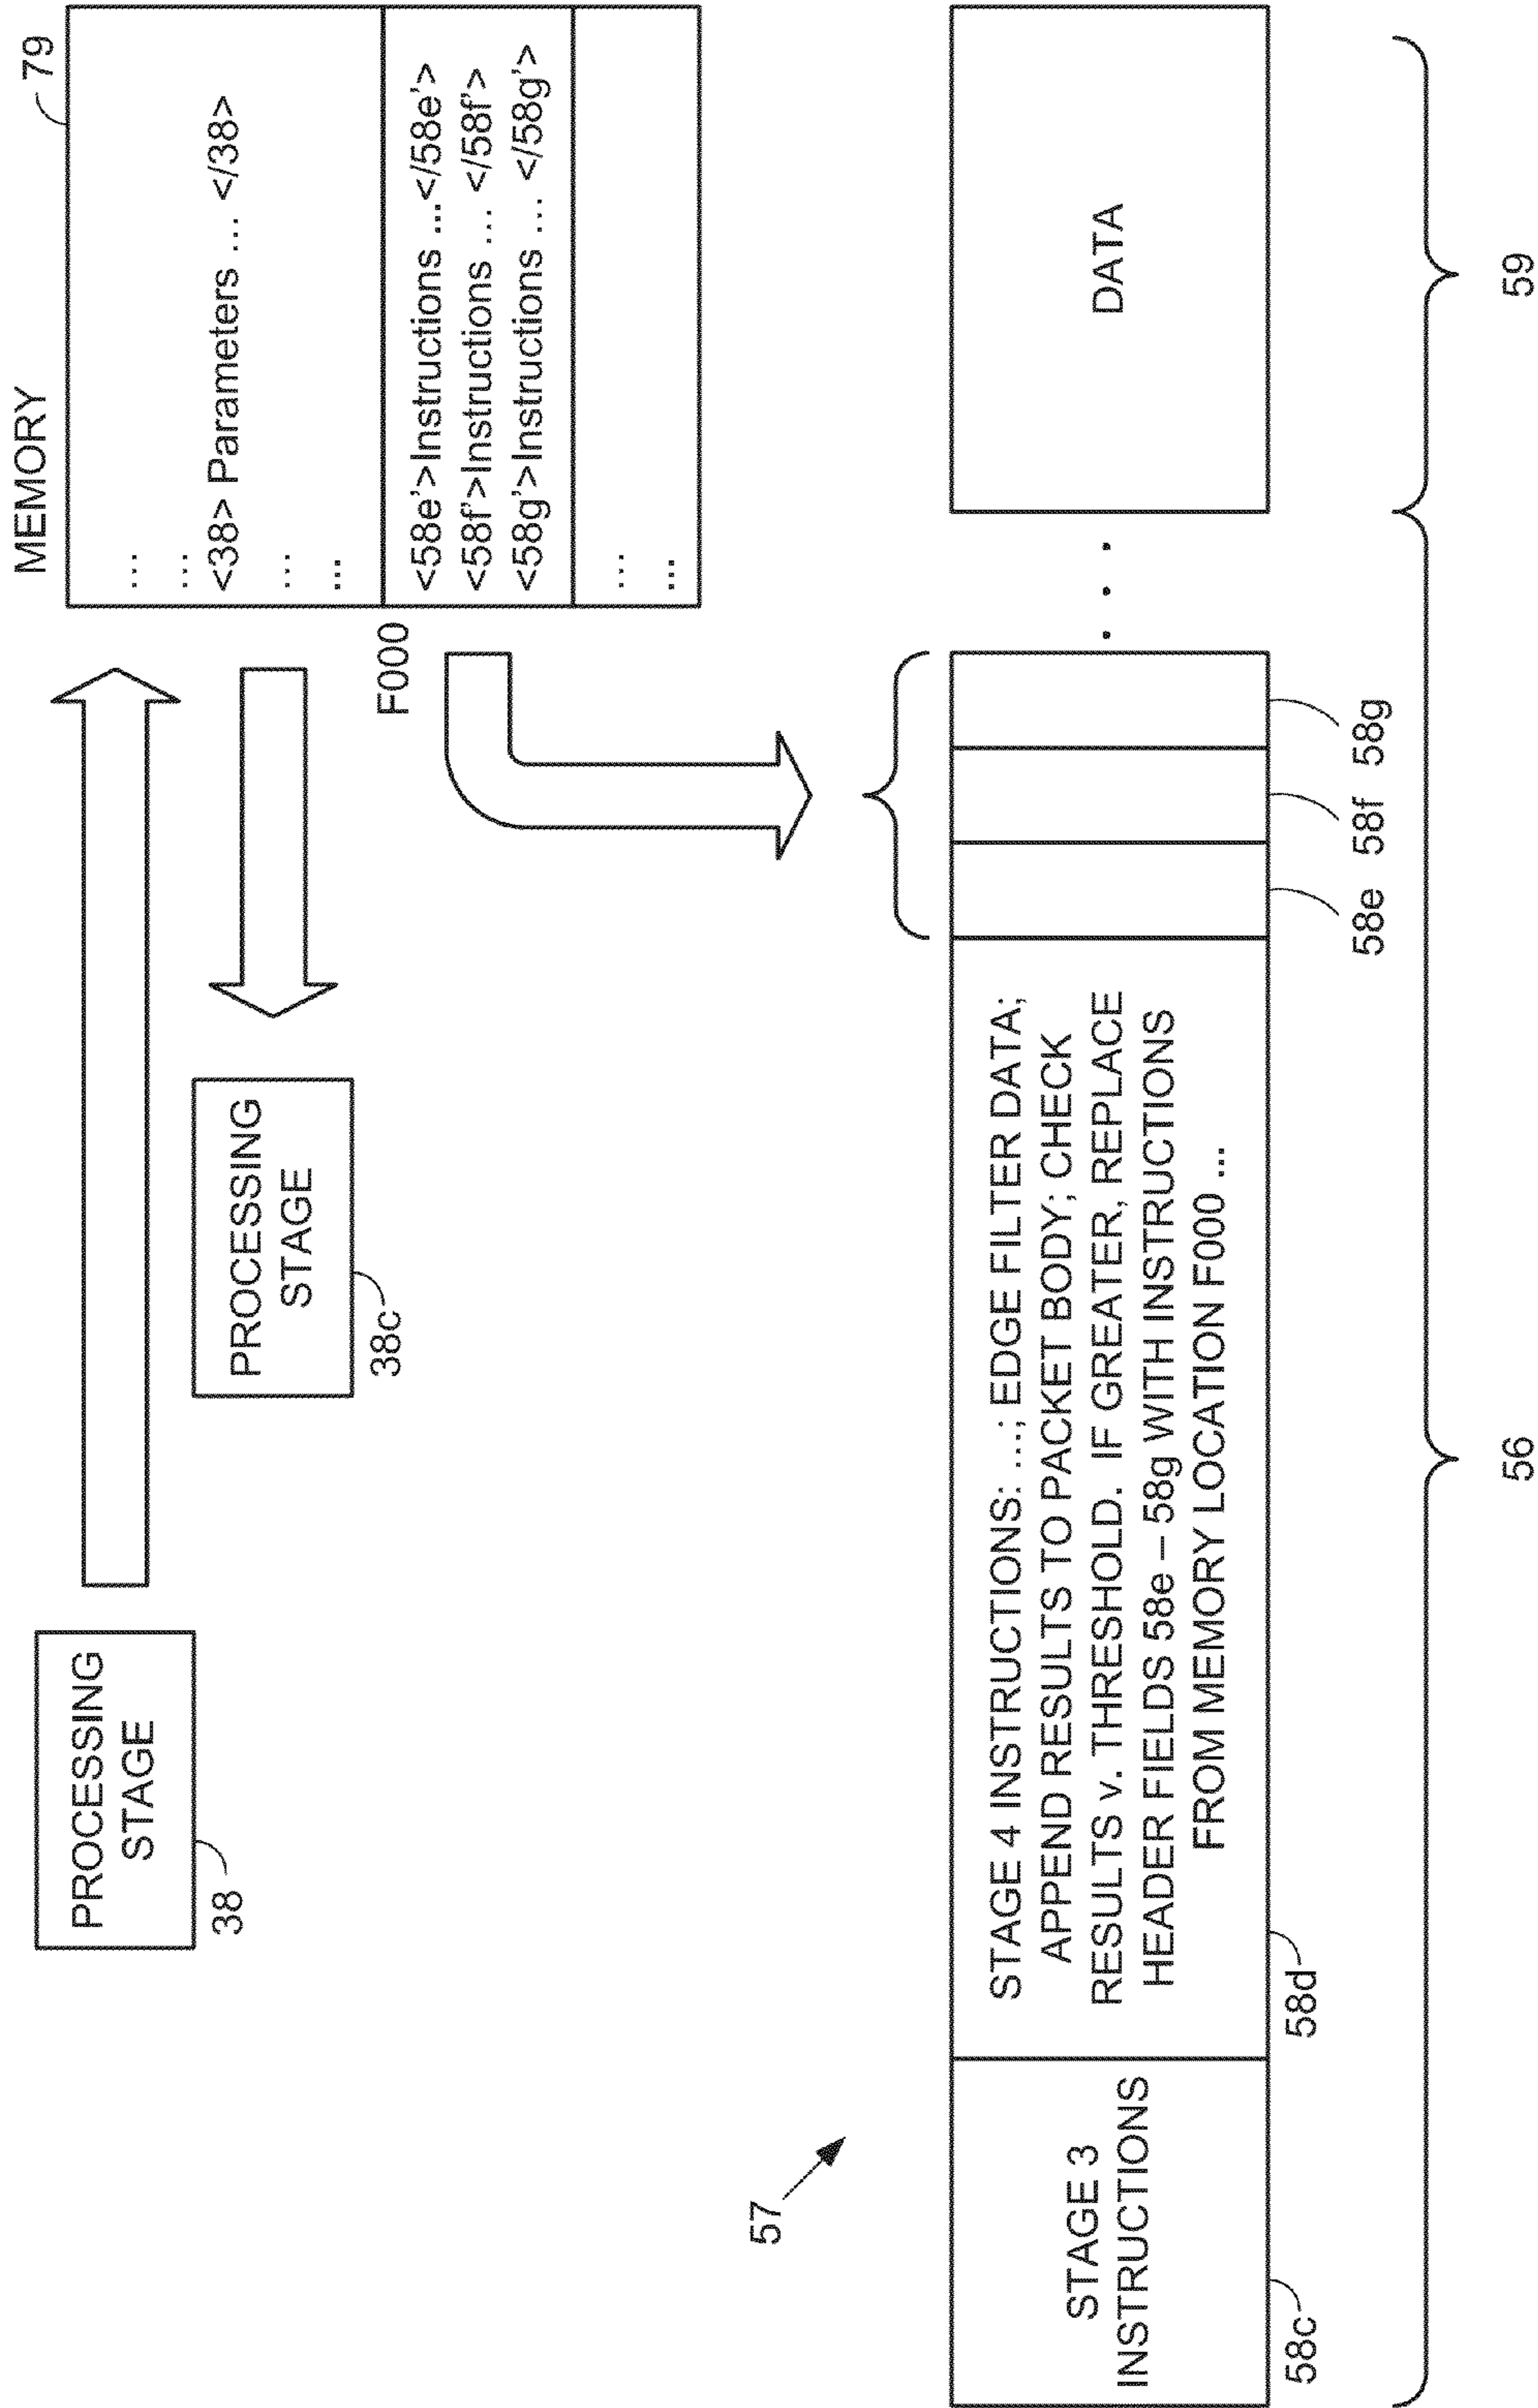 MEMORY
79
PROCESSING
STAGE
38
PROCESSING
STAGE
38c
...
...
<38> Parameters ... </38>
...
...
F000
<58e'>Instructions ...</58e'>
<58f'>Instructions ... </58f'>
<58g'>Instructions ... </58g'>
...
...
57
STAGE 3
INSTRUCTIONS
58c
STAGE 4 INSTRUCTIONS: ...; EDGE FILTER DATA;
APPEND RESULTS TO PACKET BODY; CHECK
RESULTS v. THRESHOLD. IF GREATER, REPLACE
HEADER FIELDS 58e – 58g WITH INSTRUCTIONS
FROM MEMORY LOCATION F000 ...
58d
58e
58f
58g
. . .
DATA
56
59